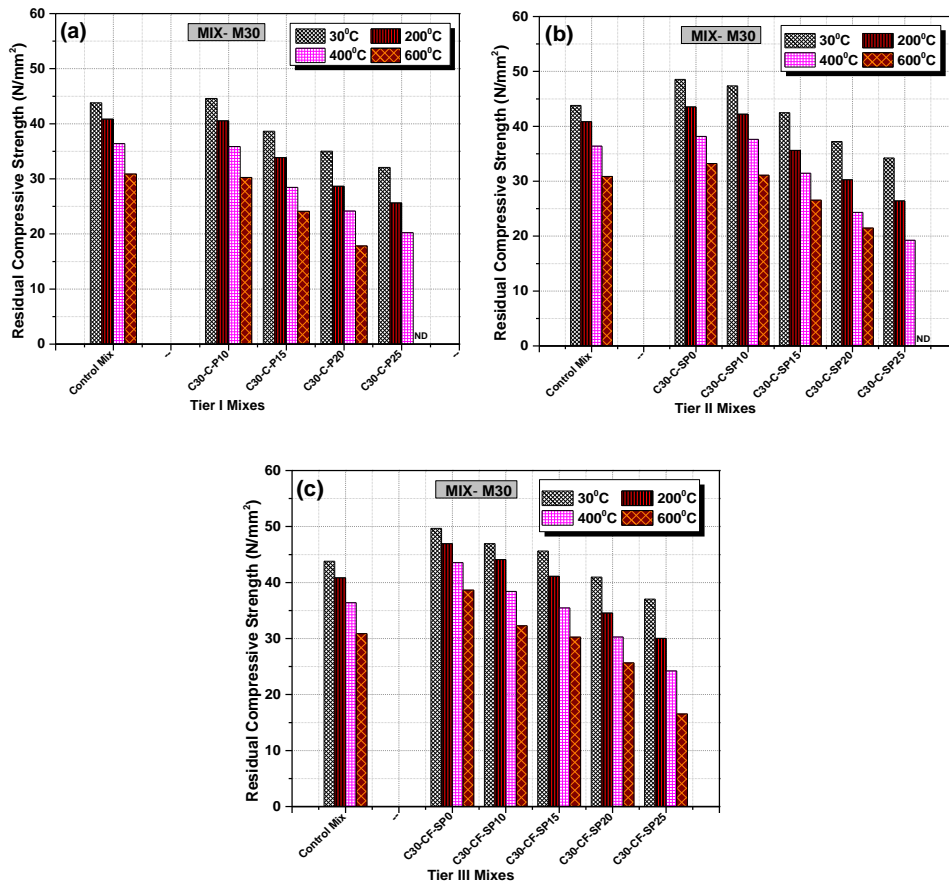 (a)
MIX- M30
30⁰C 200⁰C
400⁰C 600⁰C
Residual Compressive Strength (N/mm²)
60
50
40
30
20
10
0
ND
Control Mix
--
C30-C-P10
C30-C-P15
C30-C-P20
C30-C-P25
--
Tier I Mixes
(b)
MIX- M30
30⁰C 200⁰C
400⁰C 600⁰C
Residual Compressive Strength (N/mm²)
60
50
40
30
20
10
0
ND
Control Mix
--
C30-C-SP0
C30-C-SP10
C30-C-SP15
C30-C-SP20
C30-C-SP25
Tier II Mixes
(c)
MIX- M30
30⁰C 200⁰C
400⁰C 600⁰C
Residual Compressive Strength (N/mm²)
60
50
40
30
20
10
0
Control Mix
--
C30-CF-SP0
C30-CF-SP10
C30-CF-SP15
C30-CF-SP20
C30-CF-SP25
Tier III Mixes